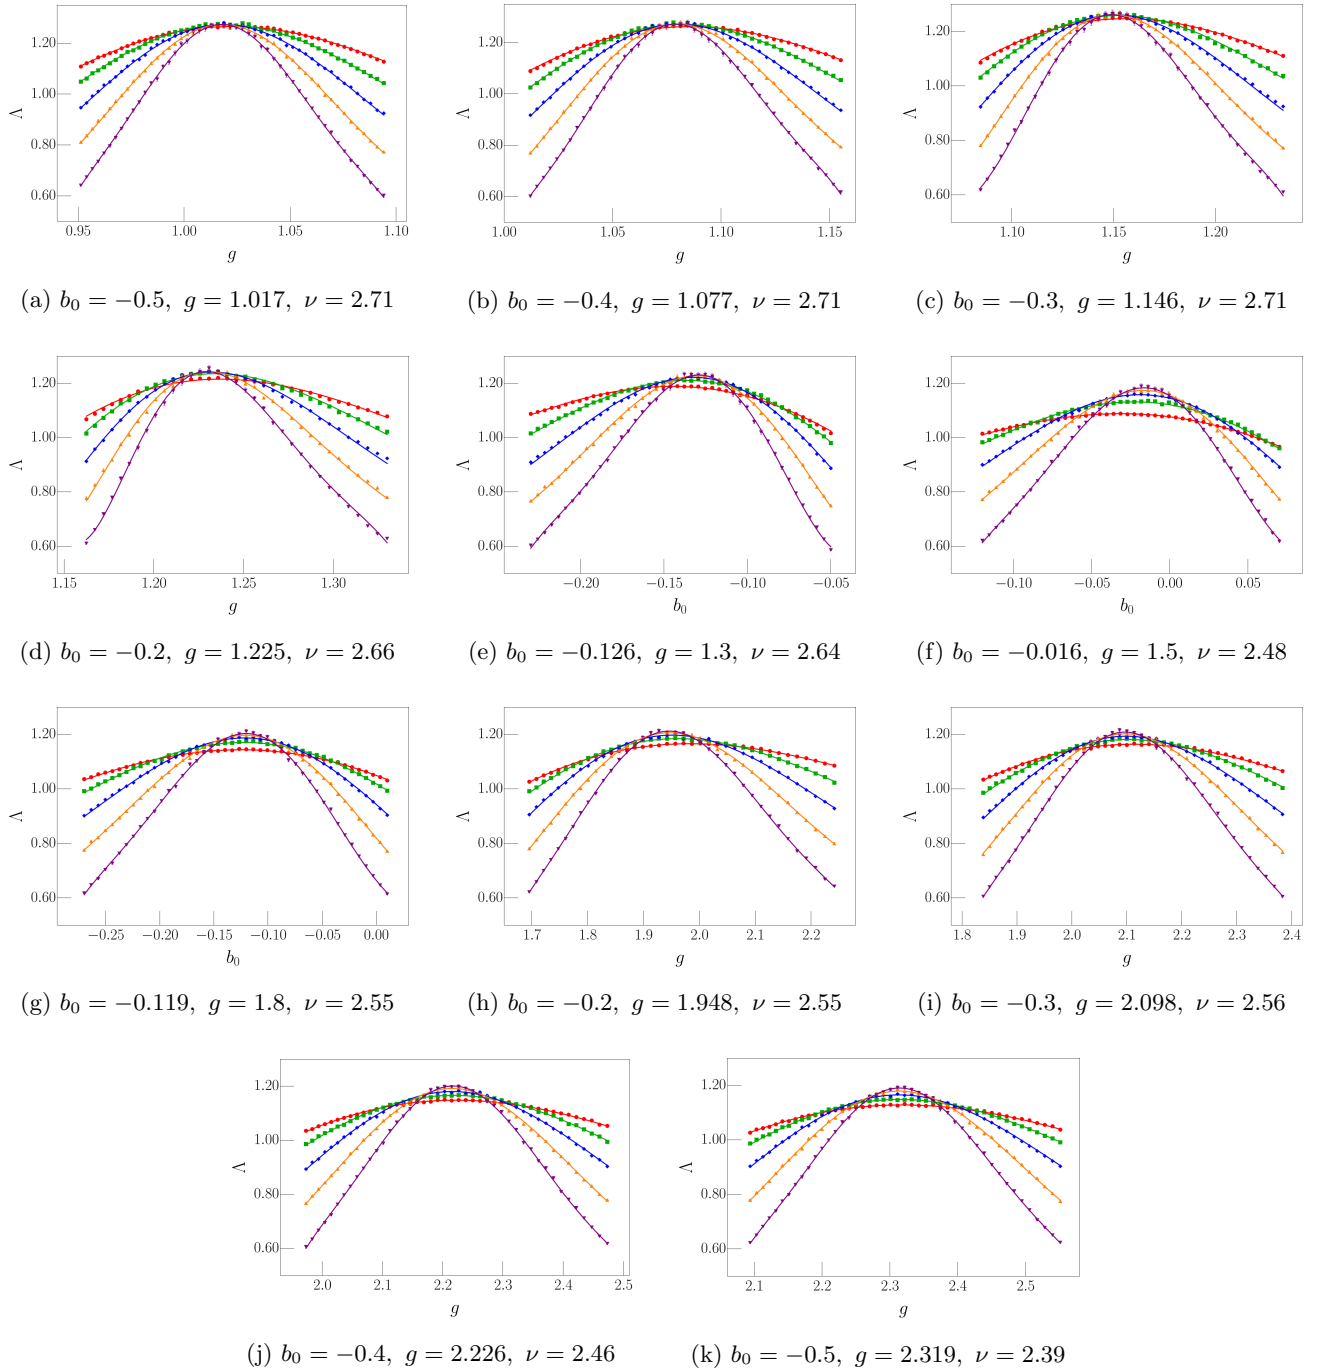 1.20
1.00
Λ
0.80
0.60
0.95 1.00 1.05 1.10
g
(a) b₀ = −0.5, g = 1.017, ν = 2.71
1.20
1.00
Λ
0.80
0.60
1.00 1.05 1.10 1.15
g
(b) b₀ = −0.4, g = 1.077, ν = 2.71
1.20
1.00
Λ
0.80
0.60
1.10 1.15 1.20
g
(c) b₀ = −0.3, g = 1.146, ν = 2.71
1.20
1.00
Λ
0.80
0.60
1.15 1.20 1.25 1.30
g
(d) b₀ = −0.2, g = 1.225, ν = 2.66
1.20
1.00
Λ
0.80
0.60
−0.20 −0.15 −0.10 −0.05
b₀
(e) b₀ = −0.126, g = 1.3, ν = 2.64
1.20
1.00
Λ
0.80
0.60
−0.10 −0.05 0.00 0.05
b₀
(f) b₀ = −0.016, g = 1.5, ν = 2.48
1.20
1.00
Λ
0.80
0.60
−0.25 −0.20 −0.15 −0.10 −0.05 0.00
b₀
(g) b₀ = −0.119, g = 1.8, ν = 2.55
1.20
1.00
Λ
0.80
0.60
1.7 1.8 1.9 2.0 2.1 2.2
g
(h) b₀ = −0.2, g = 1.948, ν = 2.55
1.20
1.00
Λ
0.80
0.60
1.8 1.9 2.0 2.1 2.2 2.3 2.4
g
(i) b₀ = −0.3, g = 2.098, ν = 2.56
1.20
1.00
Λ
0.80
0.60
2.0 2.1 2.2 2.3 2.4 2.5
g
(j) b₀ = −0.4, g = 2.226, ν = 2.46
1.20
1.00
Λ
0.80
0.60
2.1 2.2 2.3 2.4 2.5
g
(k) b₀ = −0.5, g = 2.319, ν = 2.39